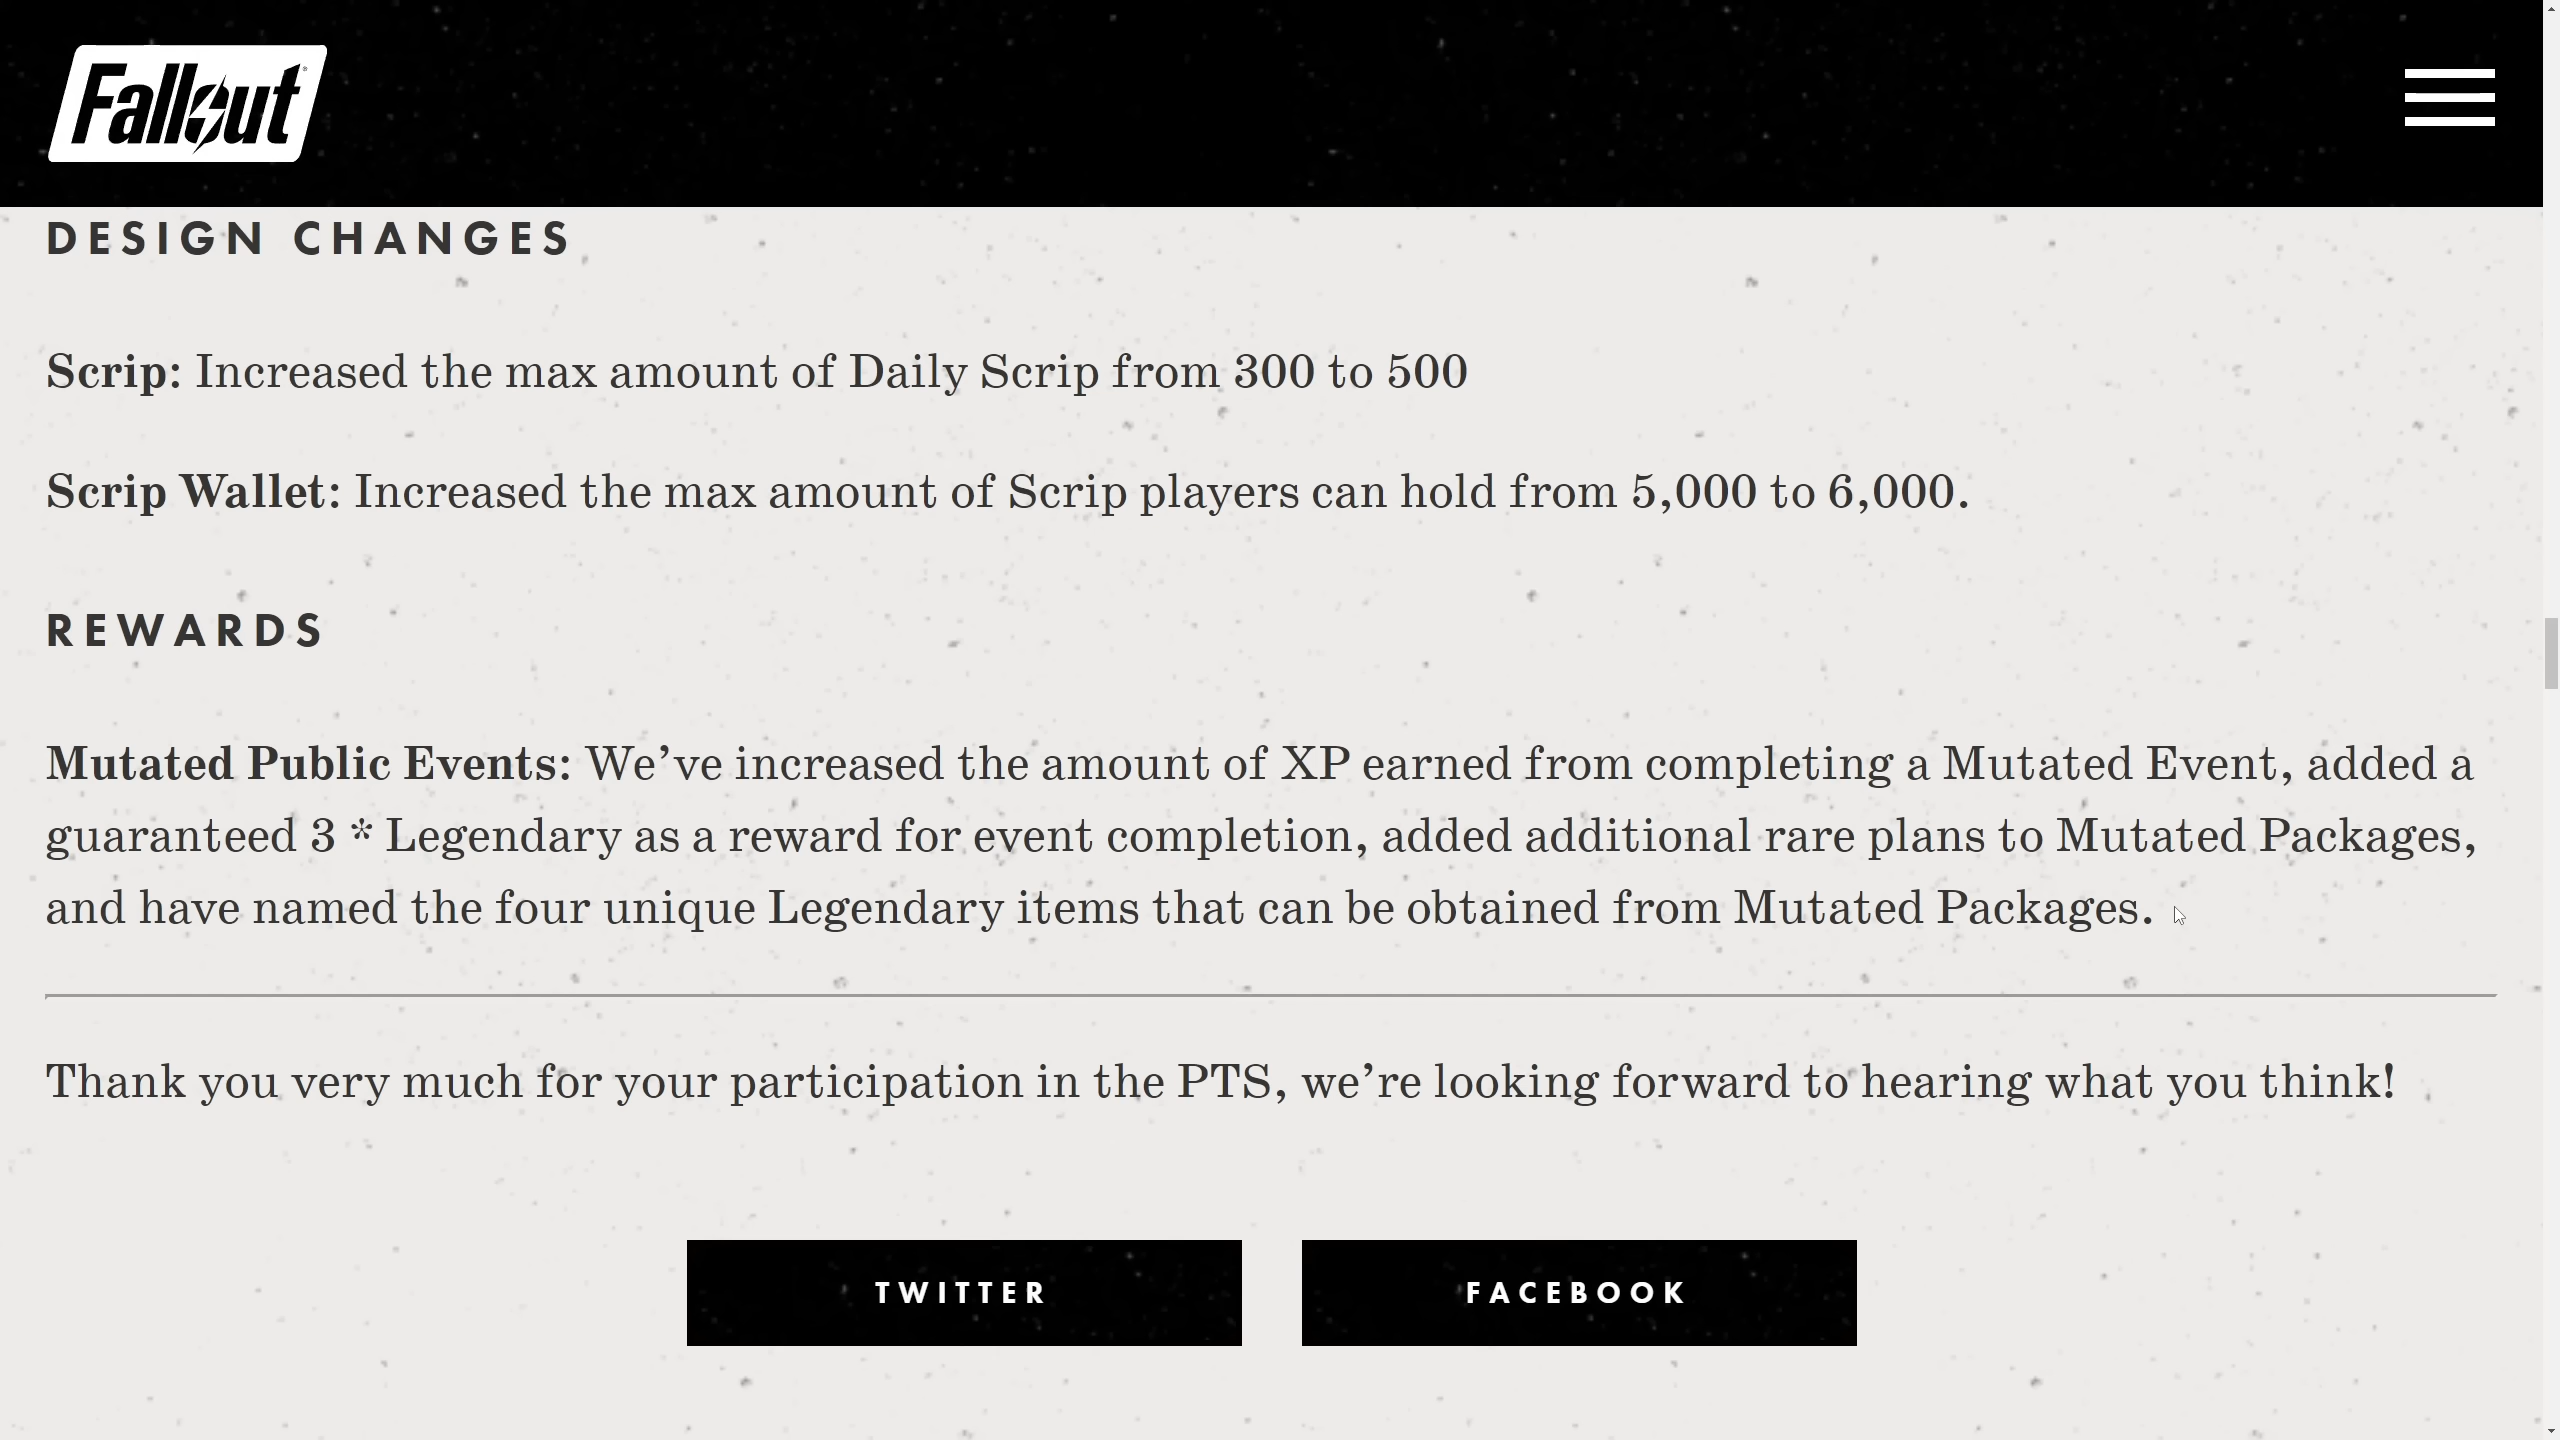 Fallout
DESIGN CHANGES
Scrip: Increased the max amount of Daily Scrip from 300 to 500
Scrip Wallet: Increased the max amount of Scrip players can hold from 5,000 to 6,000.
REWARDS
Mutated Public Events: We’ve increased the amount of XP earned from completing a Mutated Event, added a
guaranteed 3 * Legendary as a reward for event completion, added additional rare plans to Mutated Packages,
and have named the four unique Legendary items that can be obtained from Mutated Packages.
Thank you very much for your participation in the PTS, we’re looking forward to hearing what you think!
TWITTER
FACEBOOK